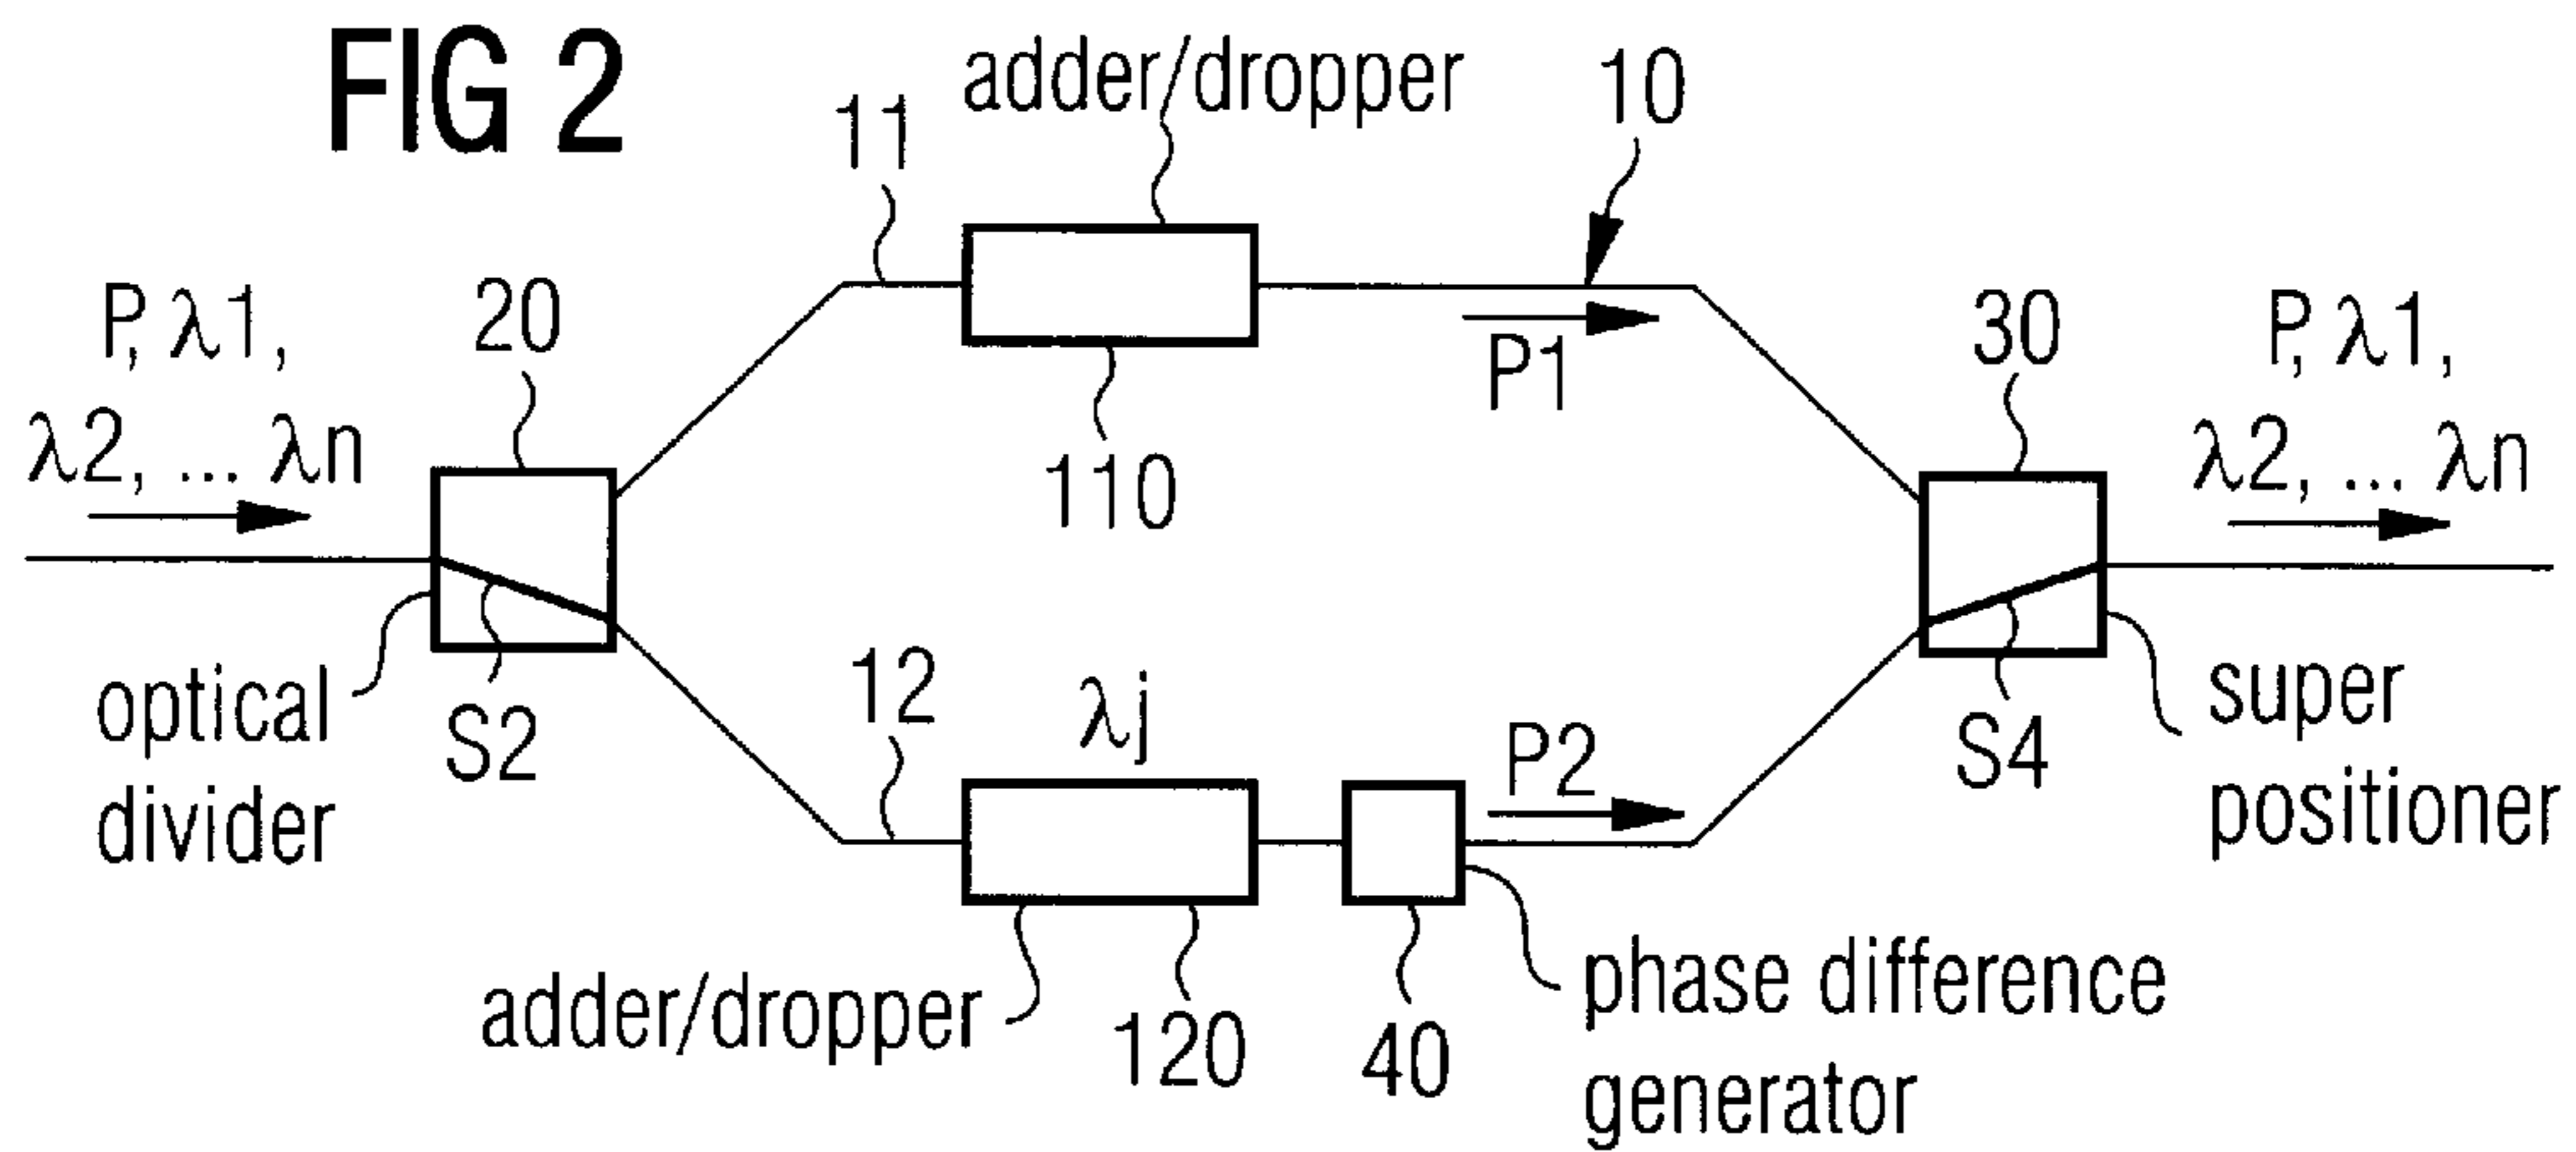 FIG 2
adder/dropper
10
11
P, λ1,
λ2, ... λn
20
110
P1
30
P, λ1,
λ2, ... λn
optical
divider
S2
12
λj
P2
S4
super
positioner
adder/dropper
120
40
phase difference
generator